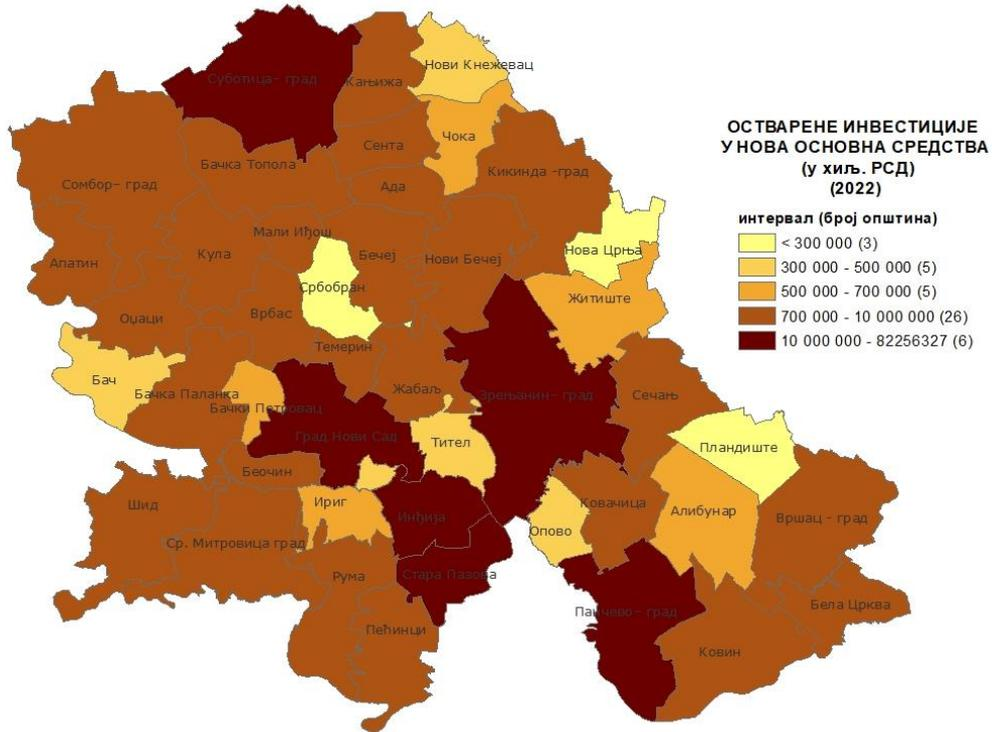 ОСТВАРЕНЕ ИНВЕСТИЦИЈЕ
У НОВА ОСНОВНА СРЕДСТВА
(у хиљ. РСД)
(2022)
интервал (број општина)
< 300 000 (3)
300 000 - 500 000 (5)
500 000 - 700 000 (5)
700 000 - 10 000 000 (26)
10 000 000 - 82256327 (6)
Нови Кнежевац
Суботица- град
Кањижа
Чока
Сента
Бачка Топола
Кикинда -град
Сомбор- град
Ада
Мали Иђош
Нова Црња
Кула
Бечеј
Нови Бечеј
Апатин
Србобран
Житиште
Врбас
Оџаци
Темерин
Бач
Жабаљ
Бачка Паланка
Зрењанин- град
Сечањ
Бачки Петровац
Град Нови Сад
Тител
Пландиште
Беочин
Ириг
Ковачица
Шид
Алибунар
Инђија
Вршац - град
Опово
Ср. Митровица град
Рума
Стара Пазова
Бела Црква
Панчево- град
Пећинци
Ковин